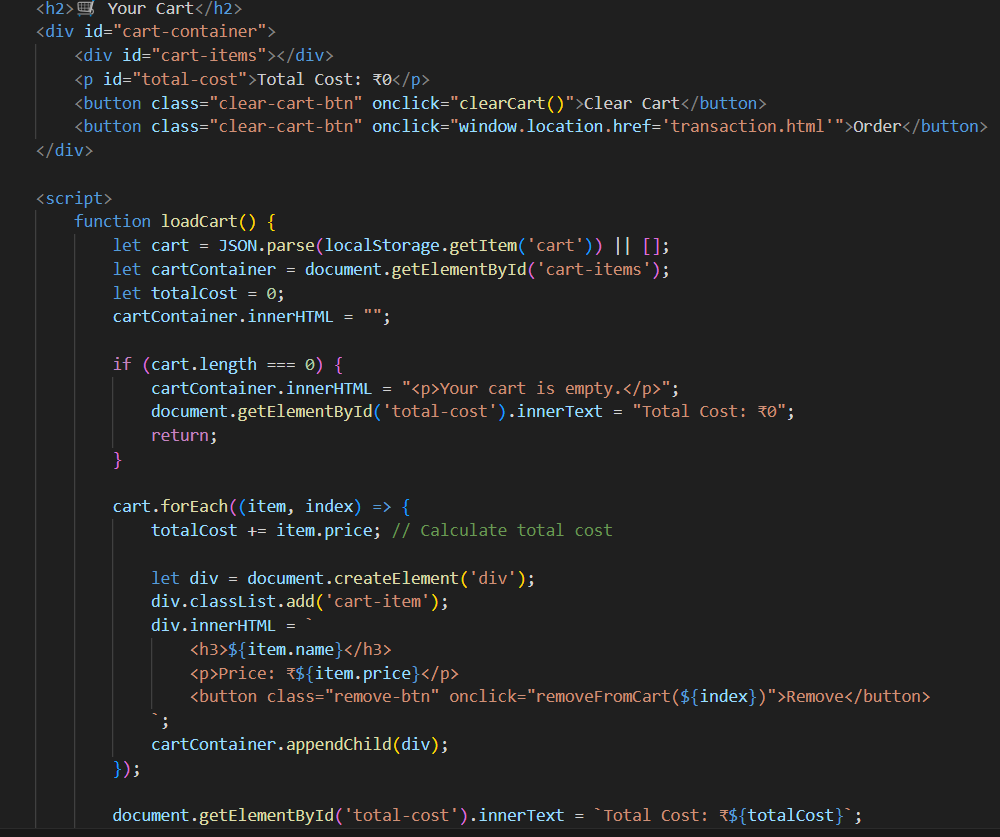 <h2>🛒 Your Cart</h2>
<div id="cart-container">
    <div id="cart-items"></div>
    <p id="total-cost">Total Cost: ₹0</p>
    <button class="clear-cart-btn" onclick="clearCart()">Clear Cart</button>
    <button class="clear-cart-btn" onclick="window.location.href='transaction.html'">Order</button>
</div>

<script>
    function loadCart() {
        let cart = JSON.parse(localStorage.getItem('cart')) || [];
        let cartContainer = document.getElementById('cart-items');
        let totalCost = 0;
        cartContainer.innerHTML = "";

        if (cart.length === 0) {
            cartContainer.innerHTML = "<p>Your cart is empty.</p>";
            document.getElementById('total-cost').innerText = "Total Cost: ₹0";
            return;
        }

        cart.forEach((item, index) => {
            totalCost += item.price; // Calculate total cost

            let div = document.createElement('div');
            div.classList.add('cart-item');
            div.innerHTML = `
                <h3>${item.name}</h3>
                <p>Price: ₹${item.price}</p>
                <button class="remove-btn" onclick="removeFromCart(${index})">Remove</button>
            `;
            cartContainer.appendChild(div);
        });

        document.getElementById('total-cost').innerText = `Total Cost: ₹${totalCost}`;